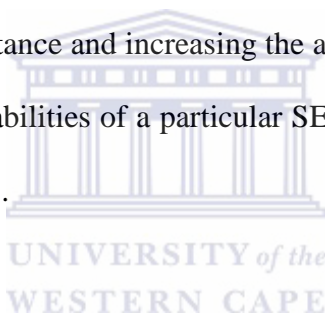 tance and increasing the a
abilities of a particular SE
.
UNIVERSITY of the
WESTERN CAPE